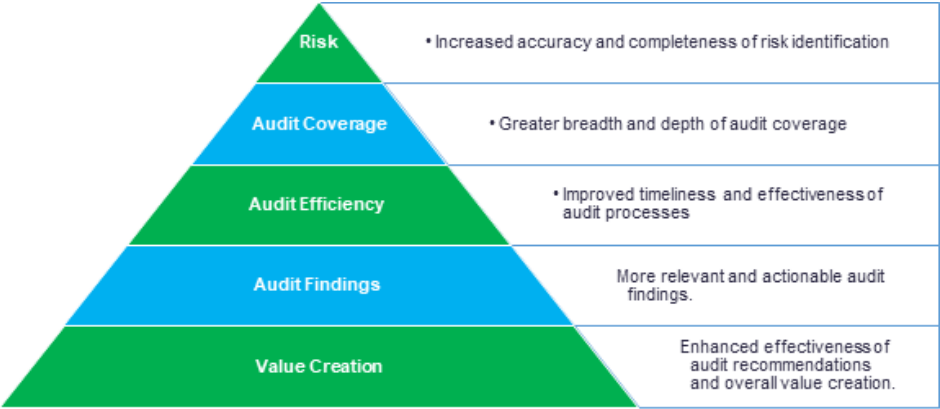 Risk
• Increased accuracy and completeness of risk identification
Audit Coverage
• Greater breadth and depth of audit coverage
Audit Efficiency
• Improved timeliness and effectiveness of
audit processes
Audit Findings
More relevant and actionable audit
findings.
Value Creation
Enhanced effectiveness of
audit recommendations
and overall value creation.